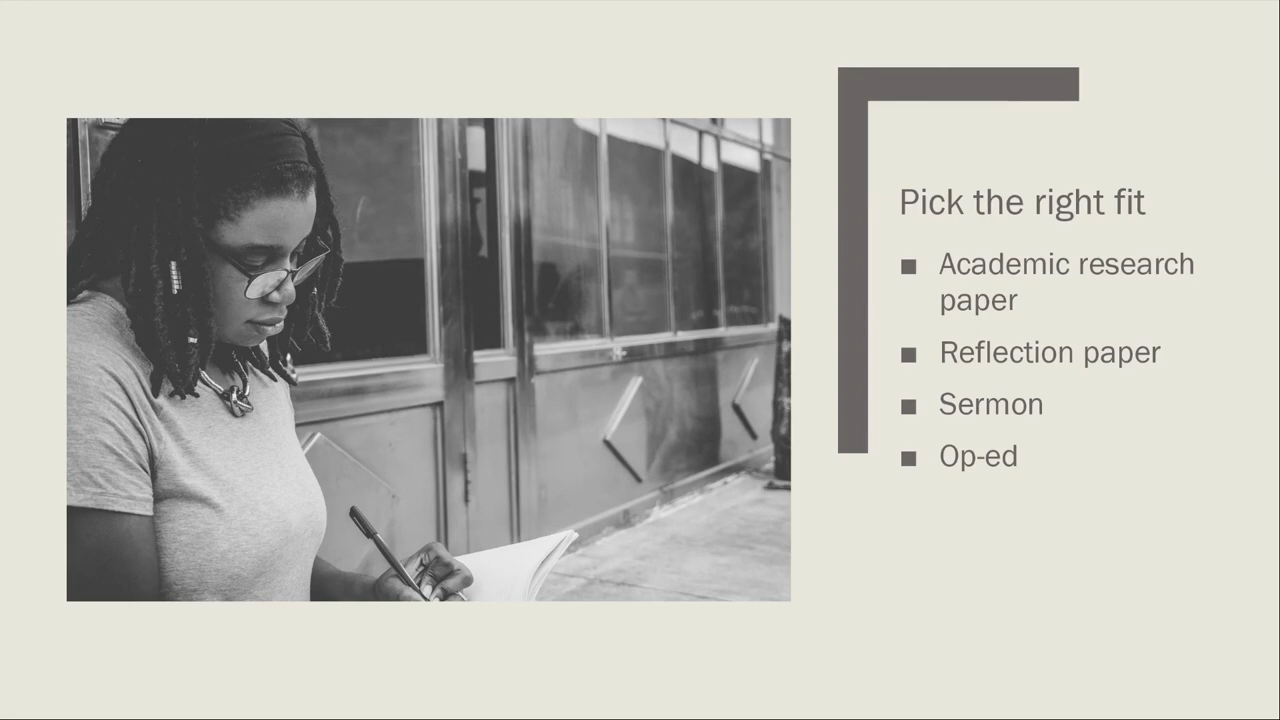 Pick the right fit
Academic research
paper
Reflection paper
Sermon
Op-ed